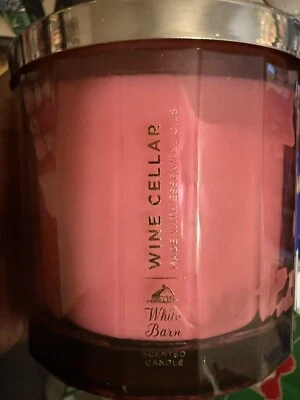 WINE CELLAR
MADE WITH ESSENTIAL OILS
White
Barn
SCENTED
CANDLE